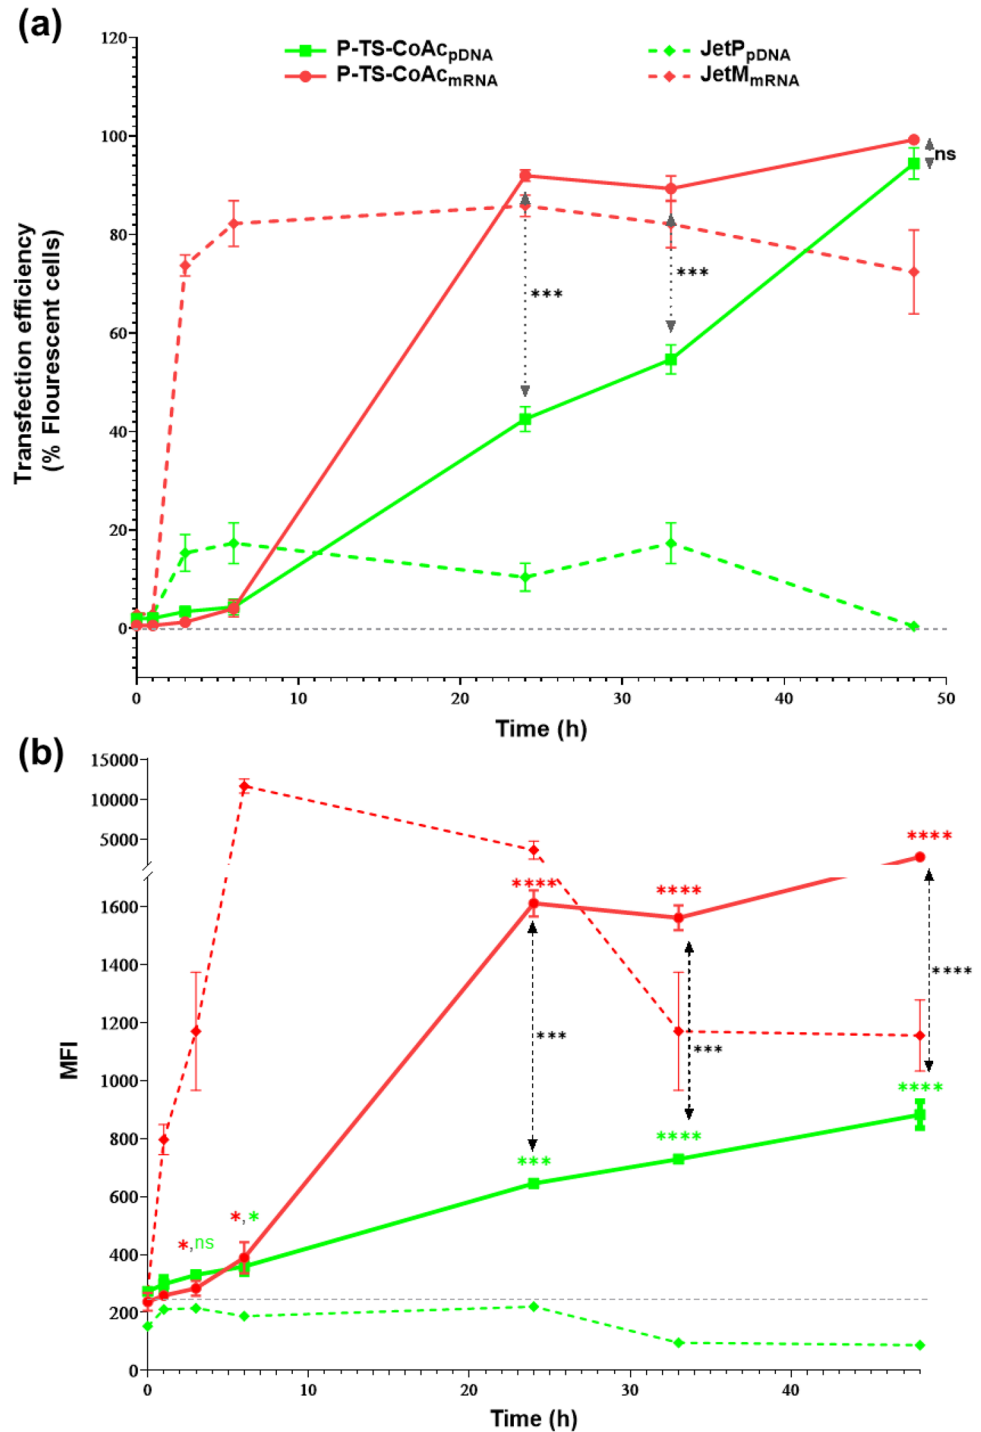 (a)
120
P-TS-CoAcpDNA
JetPpDNA
P-TS-CoAcmRNA
JetMmRNA
100
ns
80
***
***
60
40
20
0
Transfection efficiency
(% Flourescent cells)
0 10 20 30 40 50
Time (h)
(b)
15000
10000
5000
****
****
****
1600
1400
****
1200
***
***
1000
****
800
****
***
600
*,*
*,ns
400
200
0
MFI
0 10 20 30 40
Time (h)